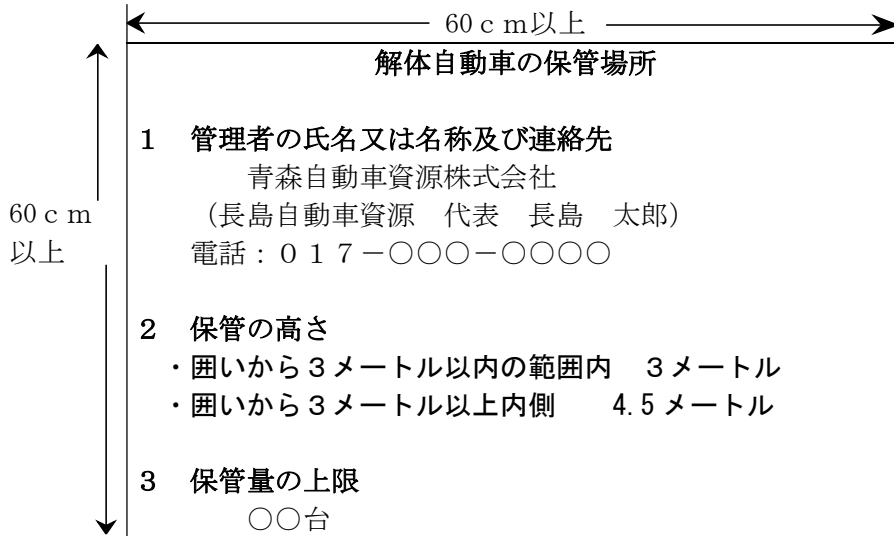 60ｃｍ以上
解体自動車の保管場所
１　管理者の氏名又は名称及び連絡先
青森自動車資源株式会社
（長島自動車資源　代表　長島　太郎）
60ｃｍ
以上
電話：０１７－○○○－○○○○
２　保管の高さ
・囲いから３メートル以内の範囲内　３メートル
・囲いから３メートル以上内側　　4.5メートル
３　保管量の上限
○○台